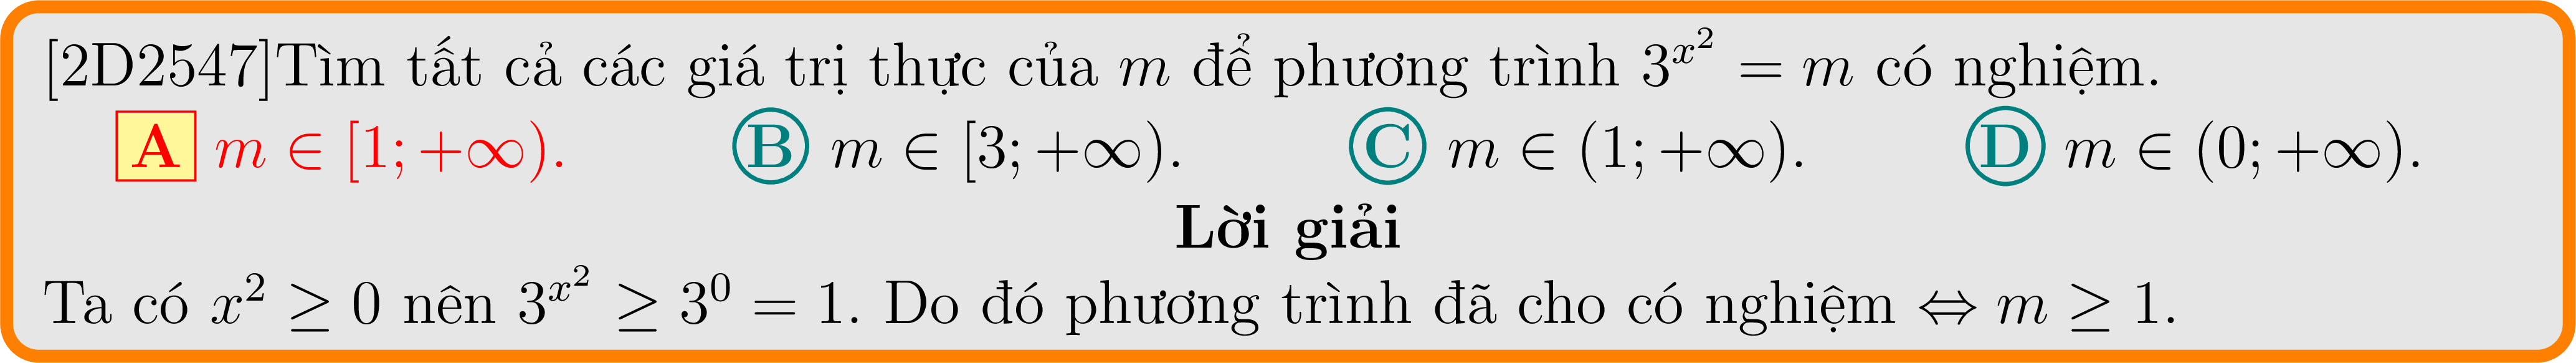 [2D2547]Tìm tất cả các giá trị thực của m để phương trình 3^{x^2} = m có nghiệm.
A m ∈ [1; +∞). B m ∈ [3; +∞). C m ∈ (1; +∞). D m ∈ (0; +∞).
Lời giải
Ta có x^2 ≥ 0 nên 3^{x^2} ≥ 3^0 = 1. Do đó phương trình đã cho có nghiệm ⇔ m ≥ 1.